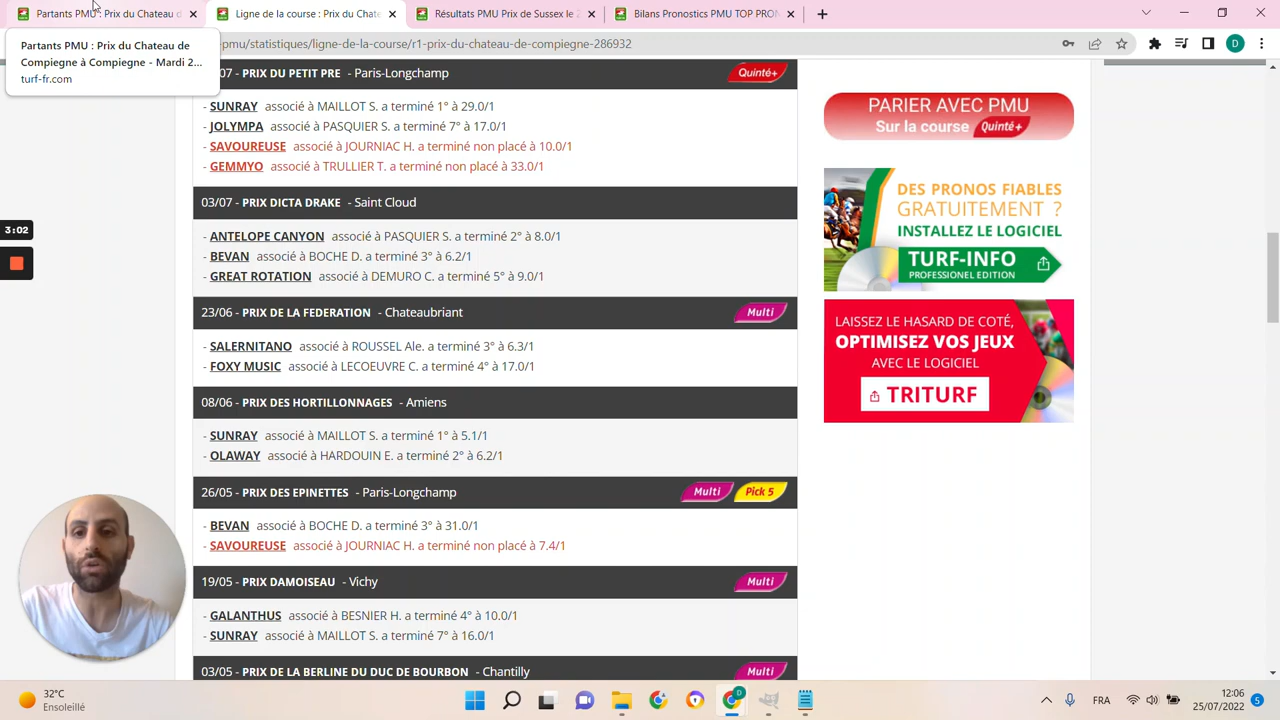 Partants PMU : Prix du Chateau d
Ligne de la course : Prix du Chate
Résultats PMU Prix de Sussex le 2
Bilans Pronostics PMU TOP PRON
Partants PMU : Prix du Chateau de
Compiegne à Compiegne - Mardi 2...
turf-fr.com
pmu/statistiques/ligne-de-la-course/r1-prix-du-chateau-de-compiegne-286932
D
07 - PRIX DU PETIT PRE - Paris-Longchamp
Quinté+
- SUNRAY associé à MAILLOT S. a terminé 1° à 29.0/1
- JOLYMPA associé à PASQUIER S. a terminé 7° à 17.0/1
- SAVOUREUSE associé à JOURNIAC H. a terminé non placé à 10.0/1
- GEMMYO associé à TRULLIER T. a terminé non placé à 33.0/1
03/07 - PRIX DICTA DRAKE - Saint Cloud
- ANTELOPE CANYON associé à PASQUIER S. a terminé 2° à 8.0/1
- BEVAN associé à BOCHE D. a terminé 3° à 6.2/1
- GREAT ROTATION associé à DEMURO C. a terminé 5° à 9.0/1
23/06 - PRIX DE LA FEDERATION - Chateaubriant
Multi
- SALERNITANO associé à ROUSSEL Ale. a terminé 3° à 6.3/1
- FOXY MUSIC associé à LECOEUVRE C. a terminé 4° à 17.0/1
08/06 - PRIX DES HORTILLONNAGES - Amiens
- SUNRAY associé à MAILLOT S. a terminé 1° à 5.1/1
- OLAWAY associé à HARDOUIN E. a terminé 2° à 6.2/1
26/05 - PRIX DES EPINETTES - Paris-Longchamp
Multi Pick 5
- BEVAN associé à BOCHE D. a terminé 3° à 31.0/1
- SAVOUREUSE associé à JOURNIAC H. a terminé non placé à 7.4/1
19/05 - PRIX DAMOISEAU - Vichy
Multi
- GALANTHUS associé à BESNIER H. a terminé 4° à 10.0/1
- SUNRAY associé à MAILLOT S. a terminé 7° à 16.0/1
03/05 - PRIX DE LA BERLINE DU DUC DE BOURBON - Chantilly
Multi
PARIER AVEC PMU
Sur la course Quinté+
DES PRONOS FIABLES
GRATUITEMENT ?
INSTALLEZ LE LOGICIEL
TURF-INFO
PROFESSIONEL EDITION
LAISSEZ LE HASARD DE COTÉ,
OPTIMISEZ VOS JEUX
AVEC LE LOGICIEL
TRITURF
3:02
32°C
Ensoleillé
D
FRA
12:06
25/07/2022
5